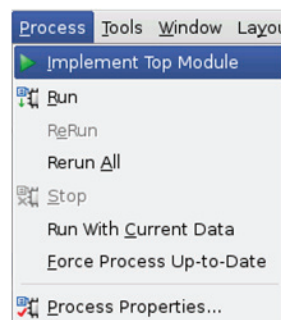 Process Tools Window
Implement Top Module
Run
ReRun
Rerun All
Stop
Run With Current Data
Force Process Up-to-Date
Process Properties...